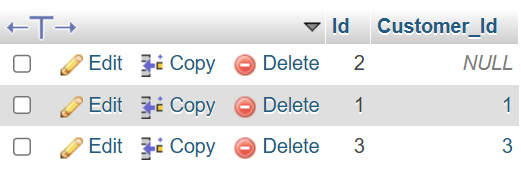 Id Customer_Id
Edit Copy Delete 2 NULL
Edit Copy Delete 1 1
Edit Copy Delete 3 3